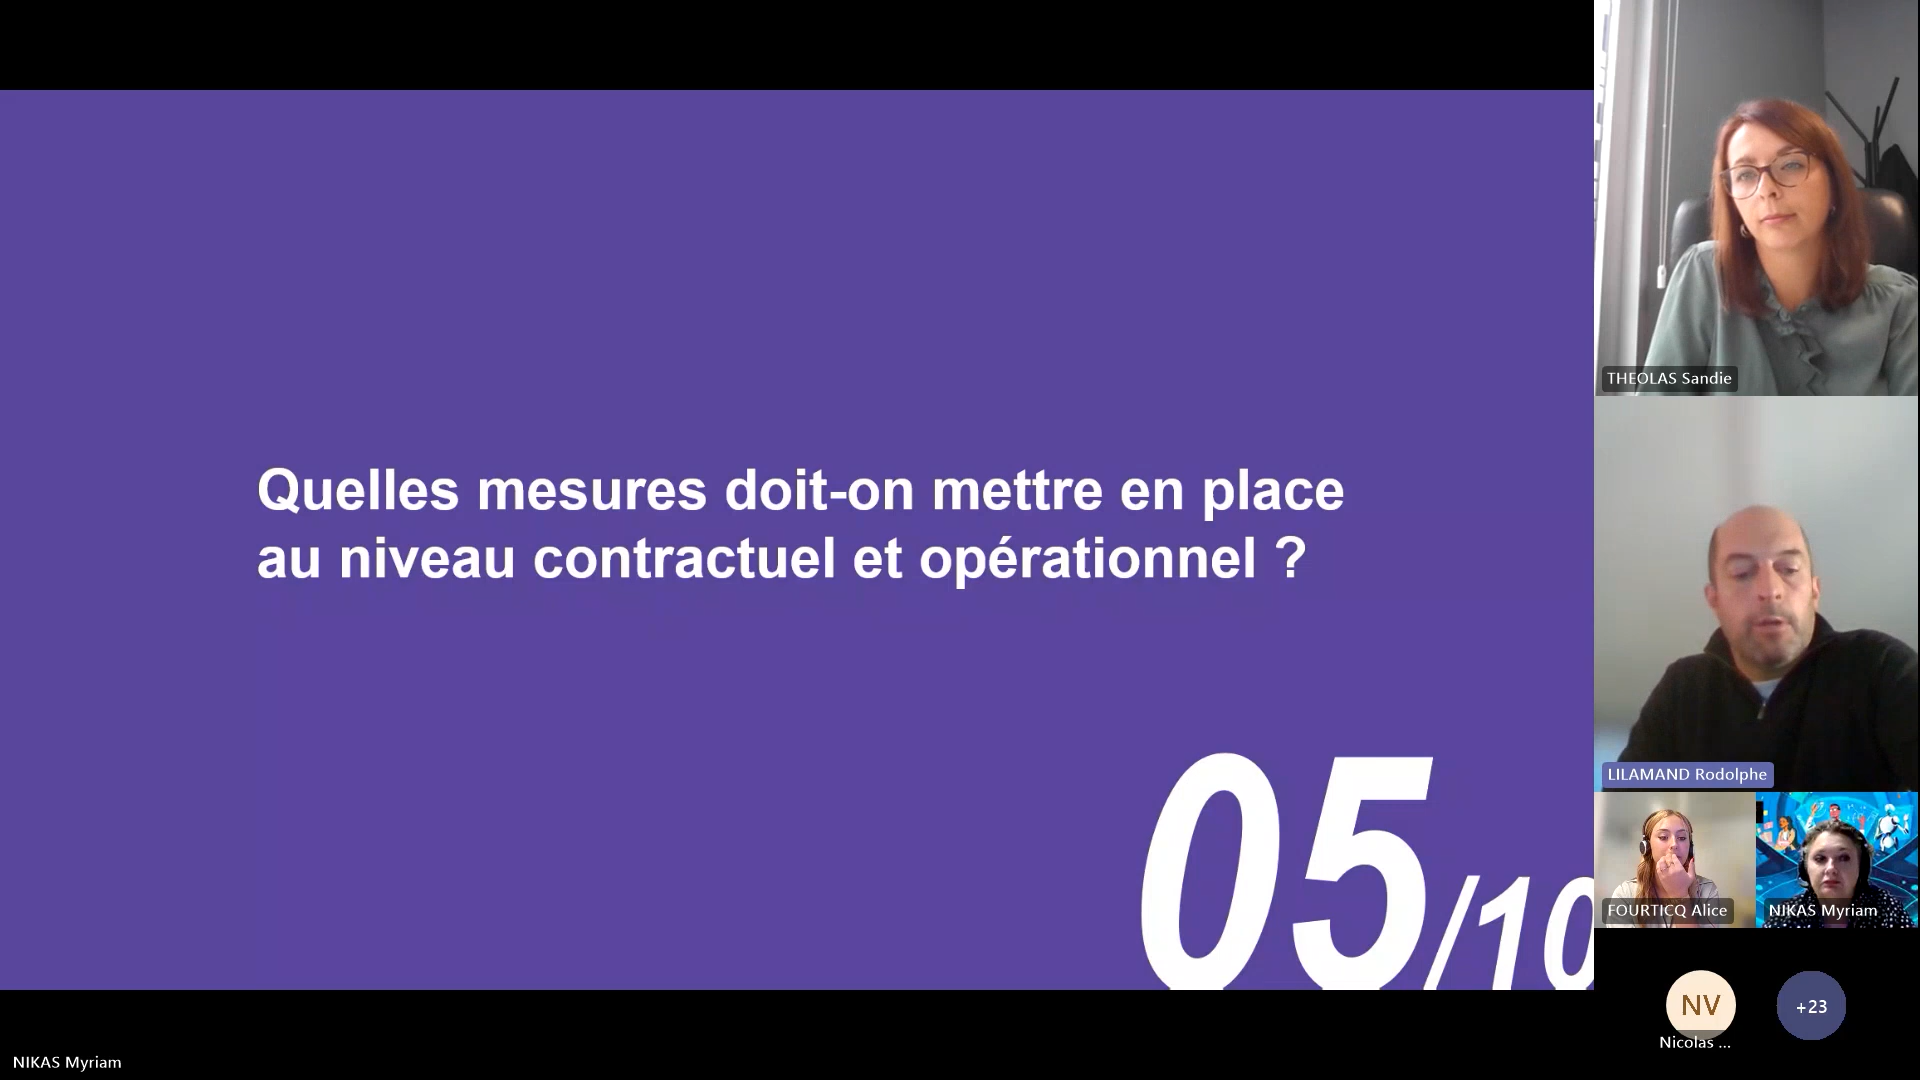 Quelles mesures doit-on mettre en place
au niveau contractuel et opérationnel ?
05/10
THEOLAS Sandie
LILAMAND Rodolphe
FOURTICQ Alice
NIKAS Myriam
NV
+23
Nicolas ...
NIKAS Myriam